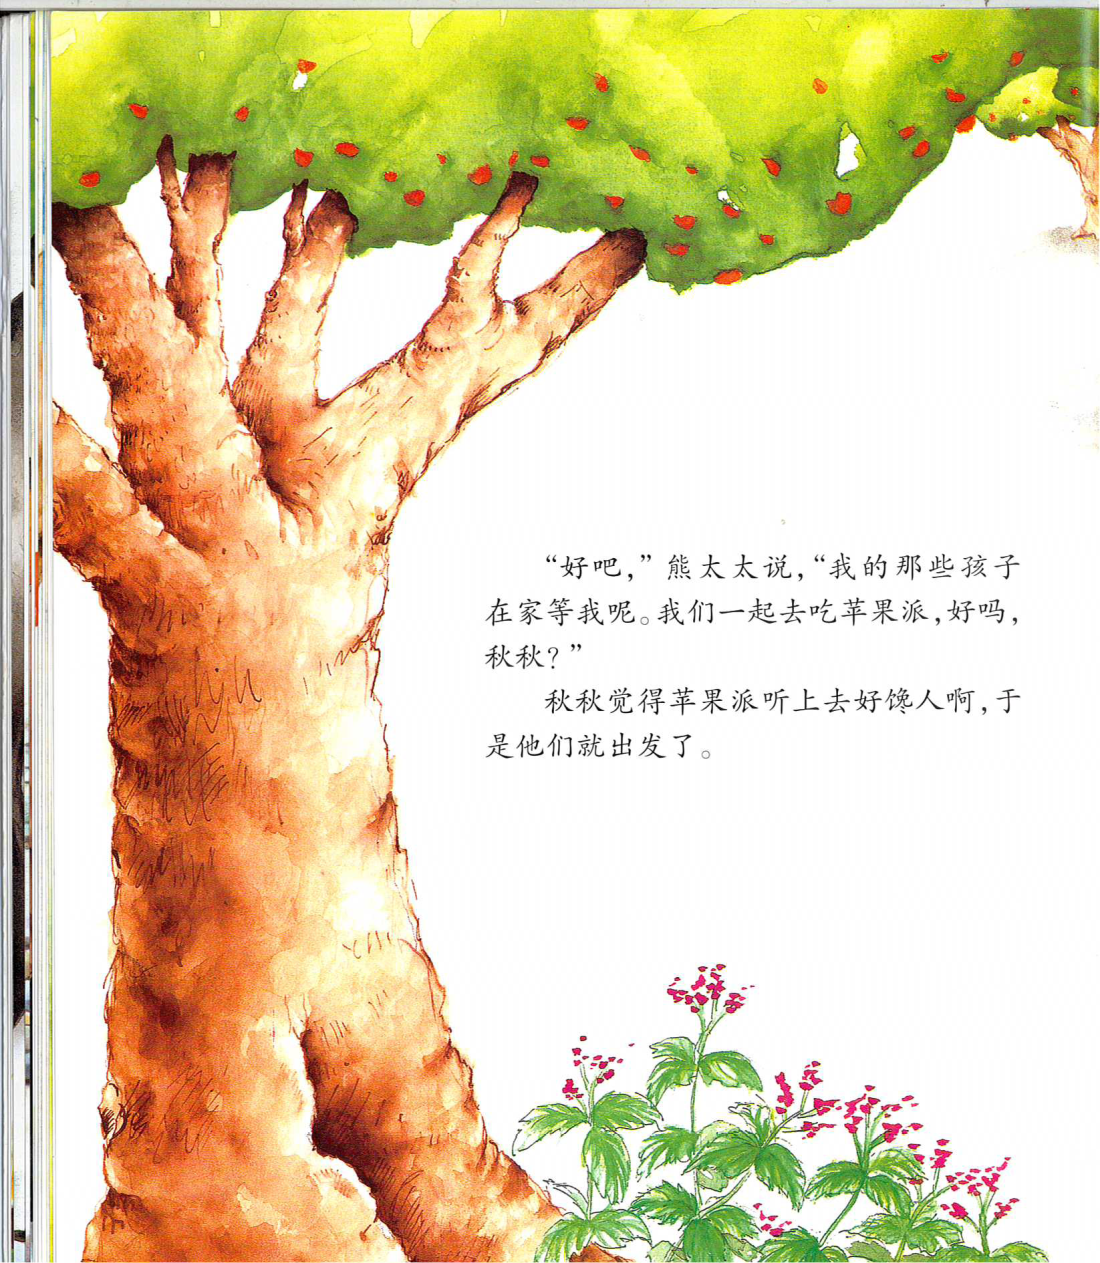 “好吧，”熊太太说，“我的那些孩子
在家等我呢。我们一起去吃苹果派，好吗，
秋秋？”
秋秋觉得苹果派听上去好馋人啊，于
是他们就出发了。